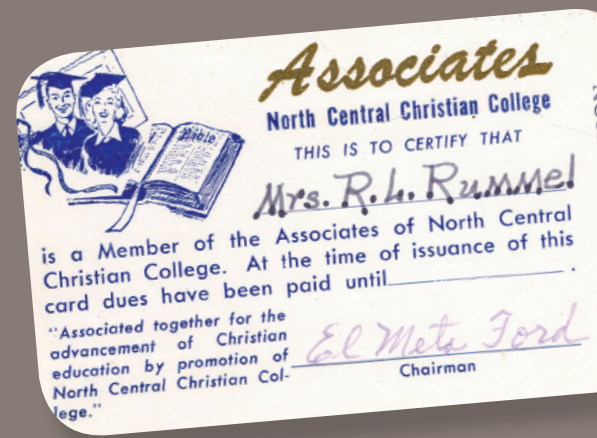 Associates
North Central Christian College
THIS IS TO CERTIFY THAT
Bible
Mrs. R. L. Rummel
is a Member of the Associates of North Central
Christian College. At the time of issuance of this
card dues have been paid until .
"Associated together for the
advancement of Christian
education by promotion of
North Central Christian Col-
lege."
El Meta Ford
Chairman